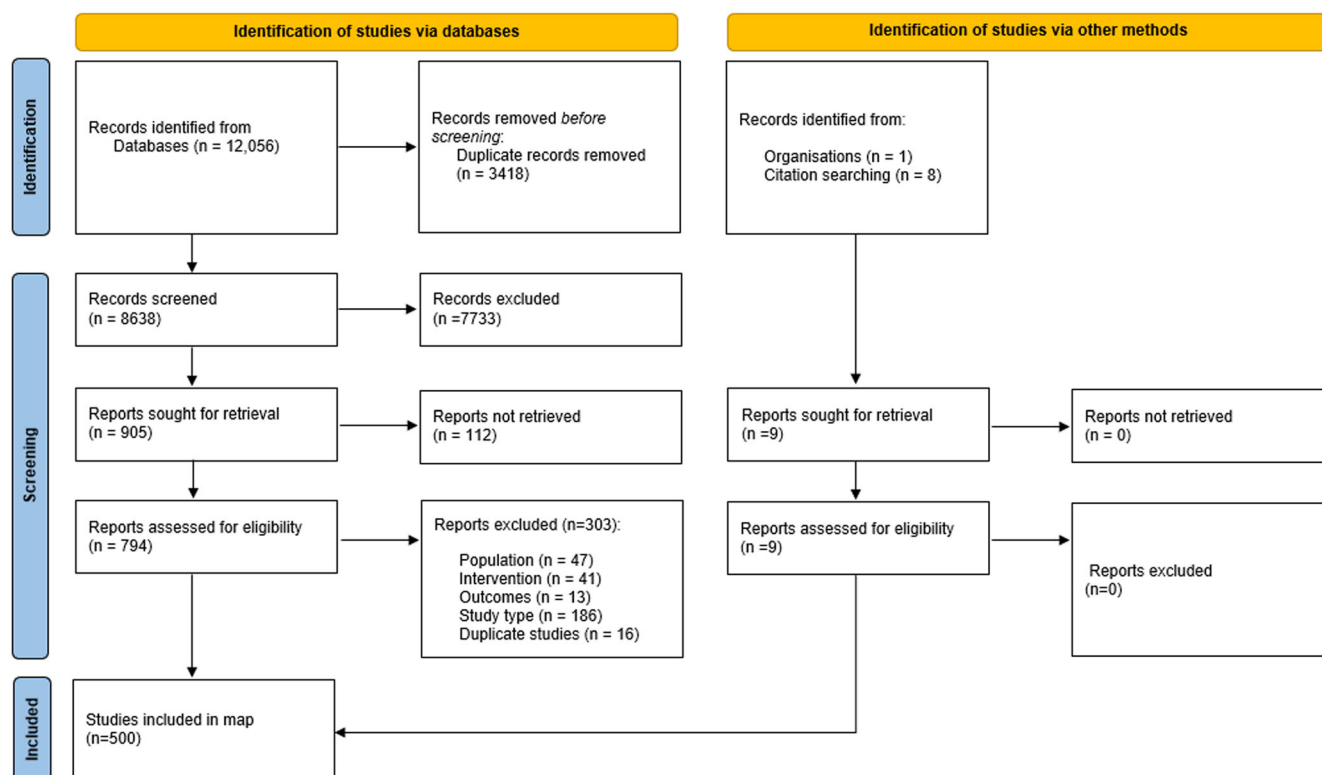 Identification of studies via databases
Identification of studies via other methods
Identification
Records identified from
Databases (n = 12,056)
Records removed before
screening:
Duplicate records removed
(n = 3418)
Records identified from:
Organisations (n = 1)
Citation searching (n = 8)
Screening
Records screened
(n = 8638)
Records excluded
(n =7733)
Reports sought for retrieval
(n = 905)
Reports not retrieved
(n = 112)
Reports sought for retrieval
(n =9)
Reports not retrieved
(n = 0)
Reports assessed for eligibility
(n = 794)
Reports excluded (n=303):
Population (n = 47)
Intervention (n = 41)
Outcomes (n = 13)
Study type (n = 186)
Duplicate studies (n = 16)
Reports assessed for eligibility
(n =9)
Reports excluded
(n=0)
Included
Studies included in map
(n=500)